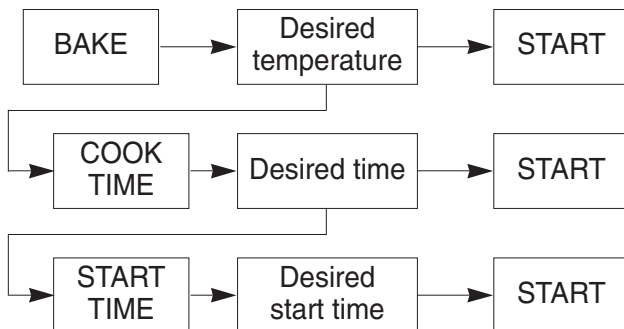 BAKE
Desired
temperature
START
COOK
TIME
Desired time
START
START
TIME
Desired
start time
START